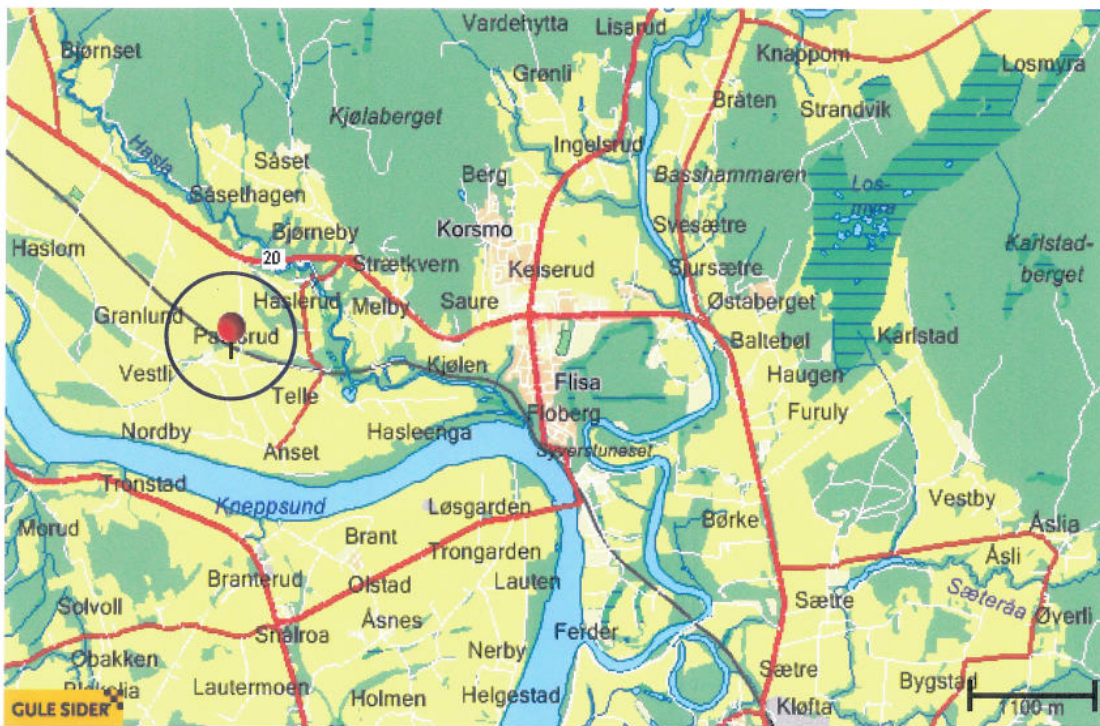 Vardehytta
Lisarud
Bjørnset
Knappom
Losmyra
Grønli
Bråten
Strandvik
Kjølaberget
Hasla
Ingelsrud
Såset
Berg
Basshammaren
Los-
myra
Såsethagen
Korsmo
Svesætre
Bjørneby
Haslom
Karlstad-
berget
20
Strætkvern
Keiserud
Sjursætre
Haslerud
Melby
Saure
Østaberget
Granlund
Baltebøl
Karlstad
Vestli
Kjølen
Haugen
Telle
Flisa
Furuly
Floberg
Nordby
Hasleenga
Anset
Syverstuneset
Tronstad
Kneppsund
Løsgarden
Vestby
Morud
Børke
Åslia
Brant
Trongarden
Åsli
Branterud
Olstad
Lauten
Sætre
Sæteråa
Solvoll
Åsnes
Øverli
Snålroa
Ferder
Obakken
Nerby
Sætre
Lautermoen
Holmen
Helgestad
Bygstad
Kløfta
GULE SIDER
1100 m